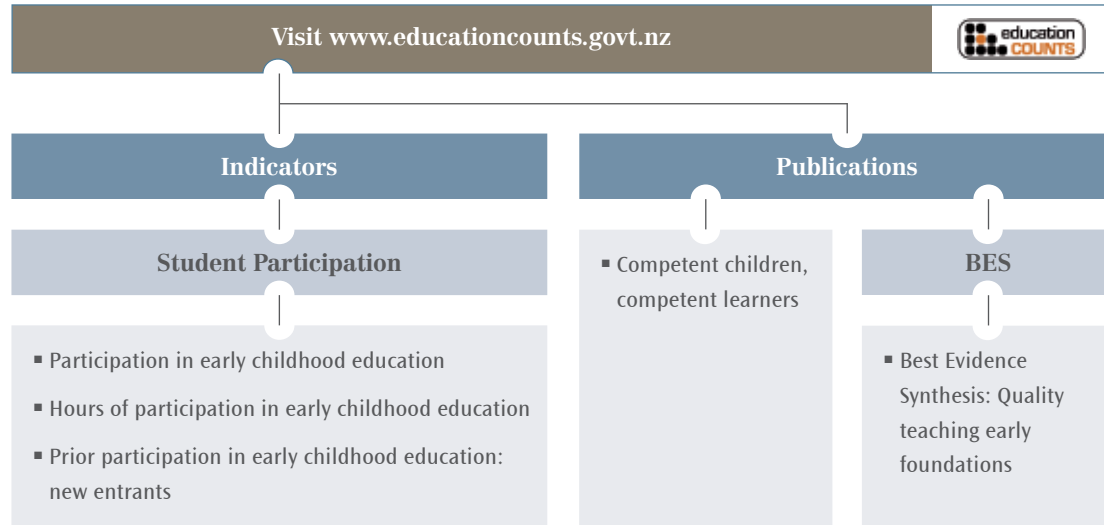 Visit www.educationcounts.govt.nz
education
COUNTS
Indicators
Publications
Student Participation
▪ Participation in early childhood education
▪ Hours of participation in early childhood education
▪ Prior participation in early childhood education:
new entrants
▪ Competent children,
competent learners
BES
▪ Best Evidence
Synthesis: Quality
teaching early
foundations